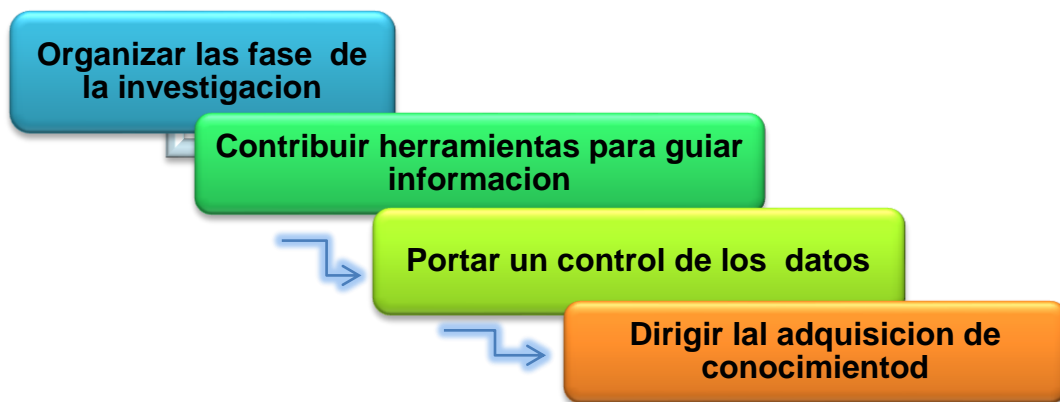 Organizar las fase de
la investigacion
Contribuir herramientas para guiar
informacion
Portar un control de los datos
Dirigir lal adquisicion de
conocimientod